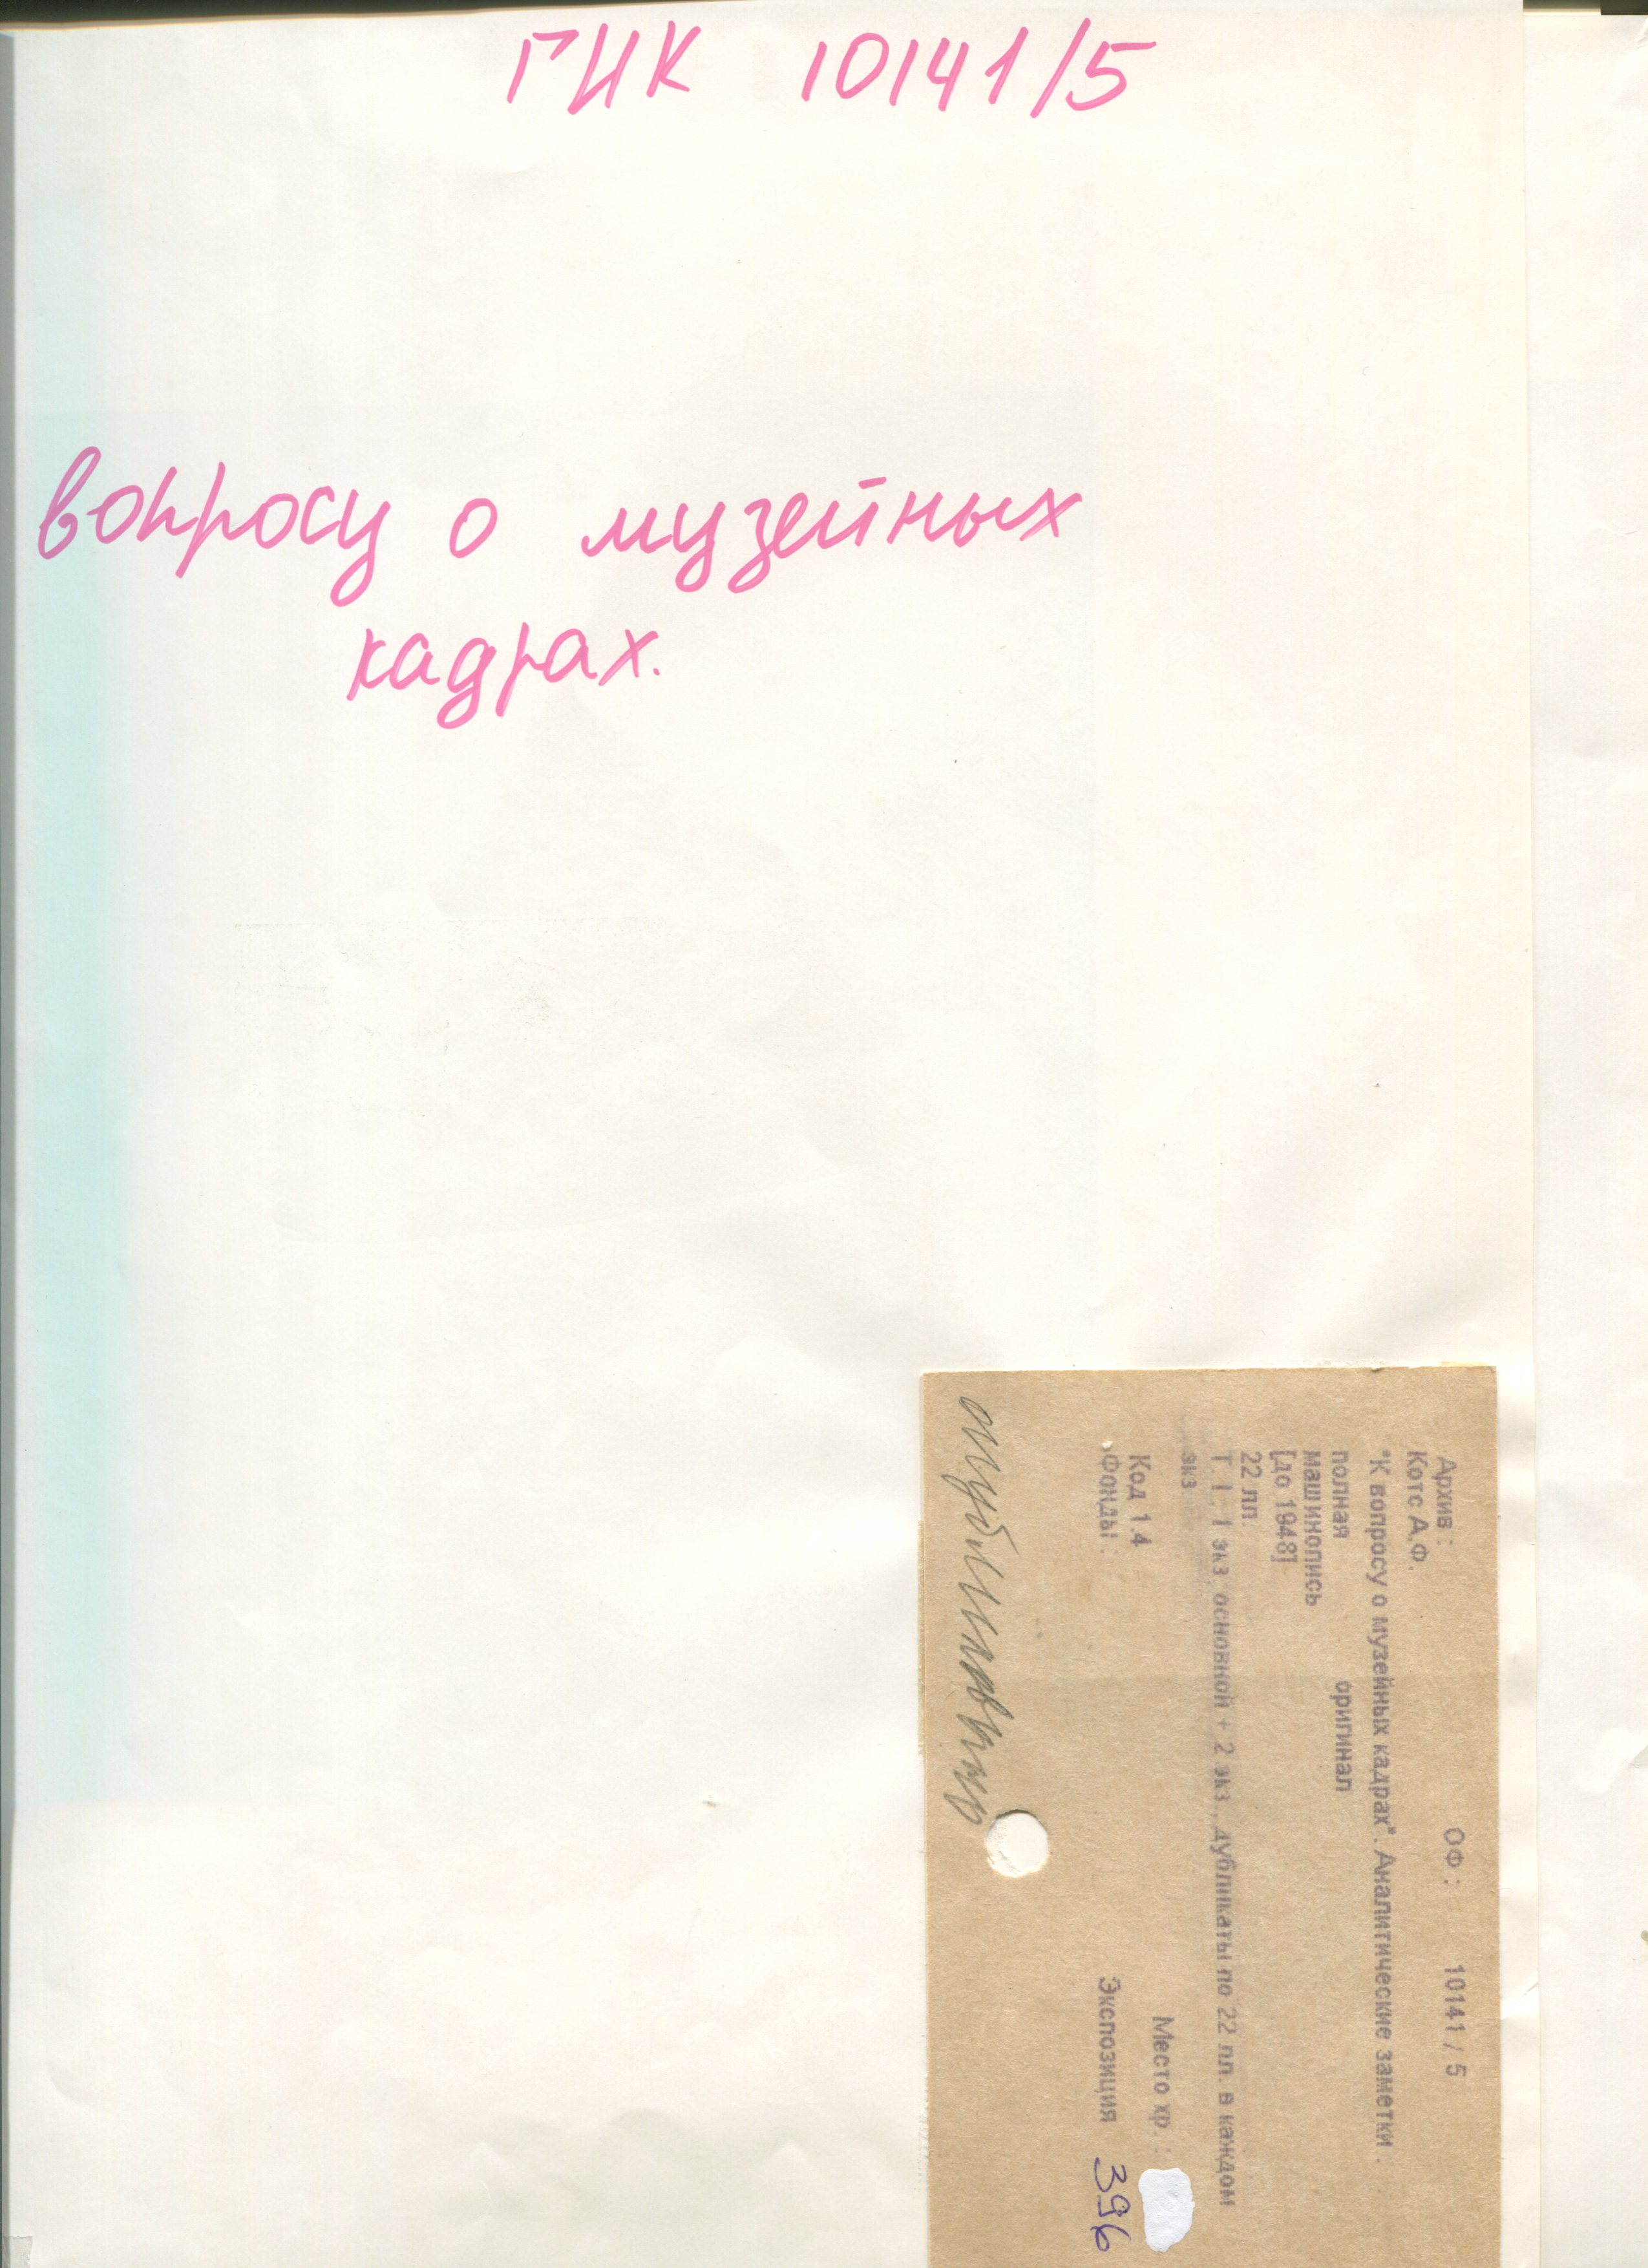 ГИК 10141/5
вопросу о музейных
кадрах.
Архив : ОФ : 10141 / 5
Котс А.Ф.
"К вопросу о музейных кадрах". Аналитические заметки .
полная оригинал
машинопись
[до 1948]
22 лл.
Т. I. I экз. основной + 2 экз., дубликаты по 22 лл. в каждом
экз.
Место хр. :
Код 1.4
Фонды : Экспозиция 396